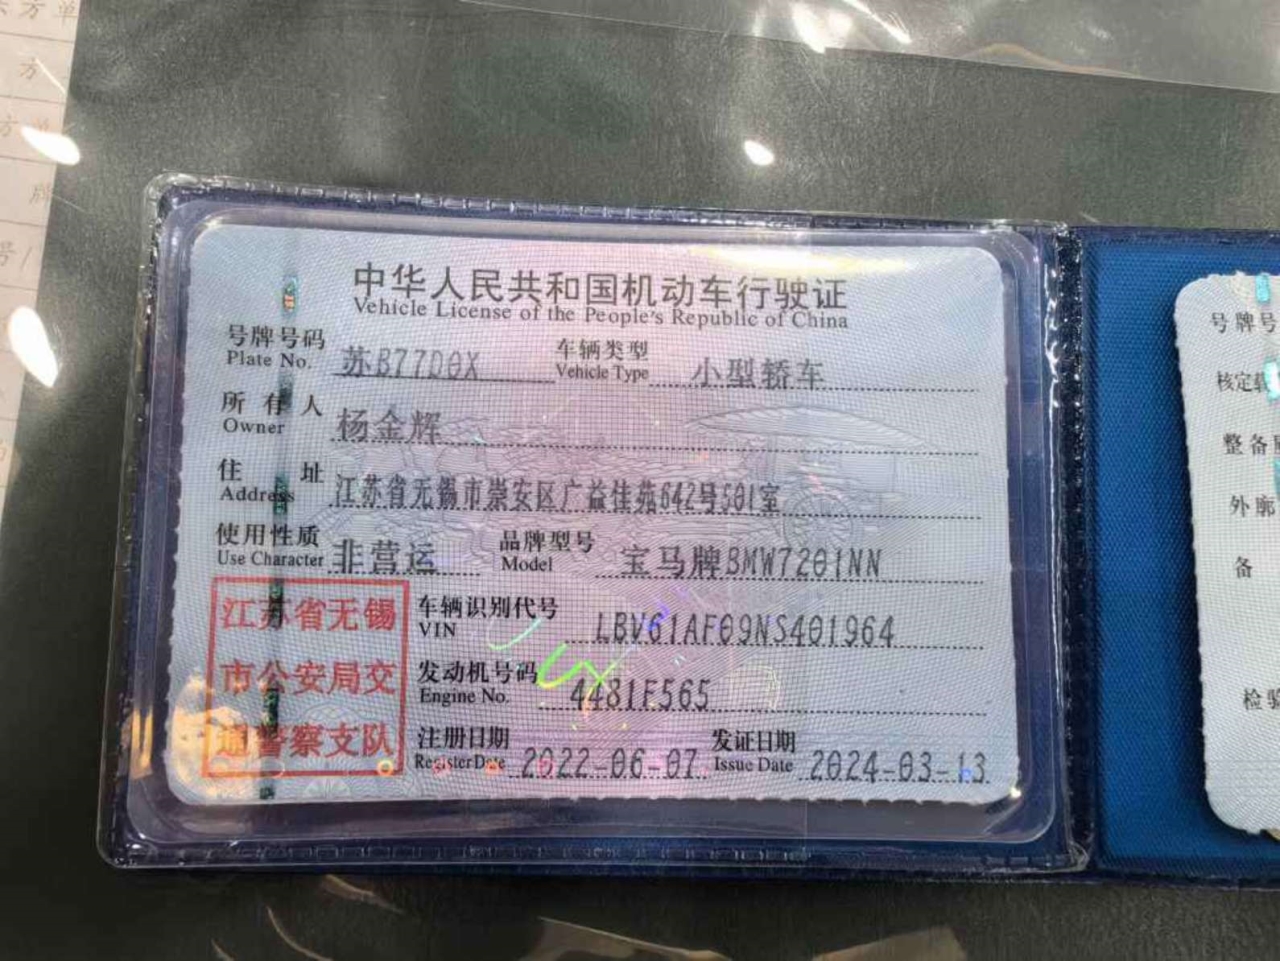 中华人民共和国机动车行驶证
Vehicle License of the People's Republic of China
号牌号码 苏B77D0X 车辆类型 小型轿车
Plate No. Vehicle Type
所有人 杨金辉
Owner
住址 江苏省无锡市崇安区广益佳苑642号501室
Address
使用性质 非营运 品牌型号 宝马牌BMW7201NN
Use Character Model
江苏省无锡
市公安局交
通警察支队
车辆识别代号 LBV61AF09NS401964
VIN
发动机号码 4481F565
Engine No.
注册日期 2022-06-07 发证日期 2024-03-13
Register Date Issue Date
号牌号
核定载
整备
外廓
备
检验